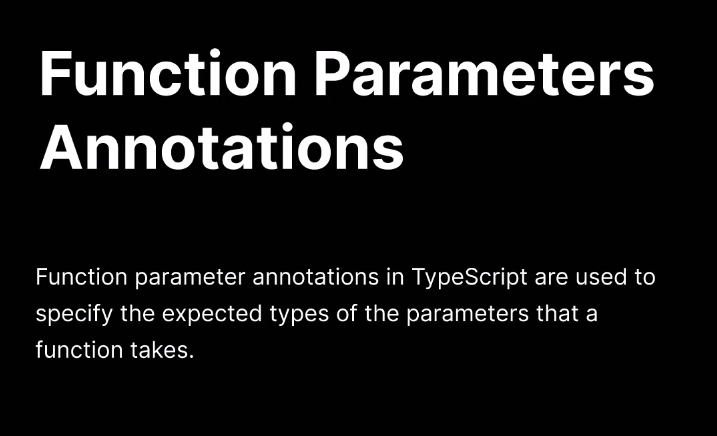 Function Parameters
Annotations
Function parameter annotations in TypeScript are used to
specify the expected types of the parameters that a
function takes.